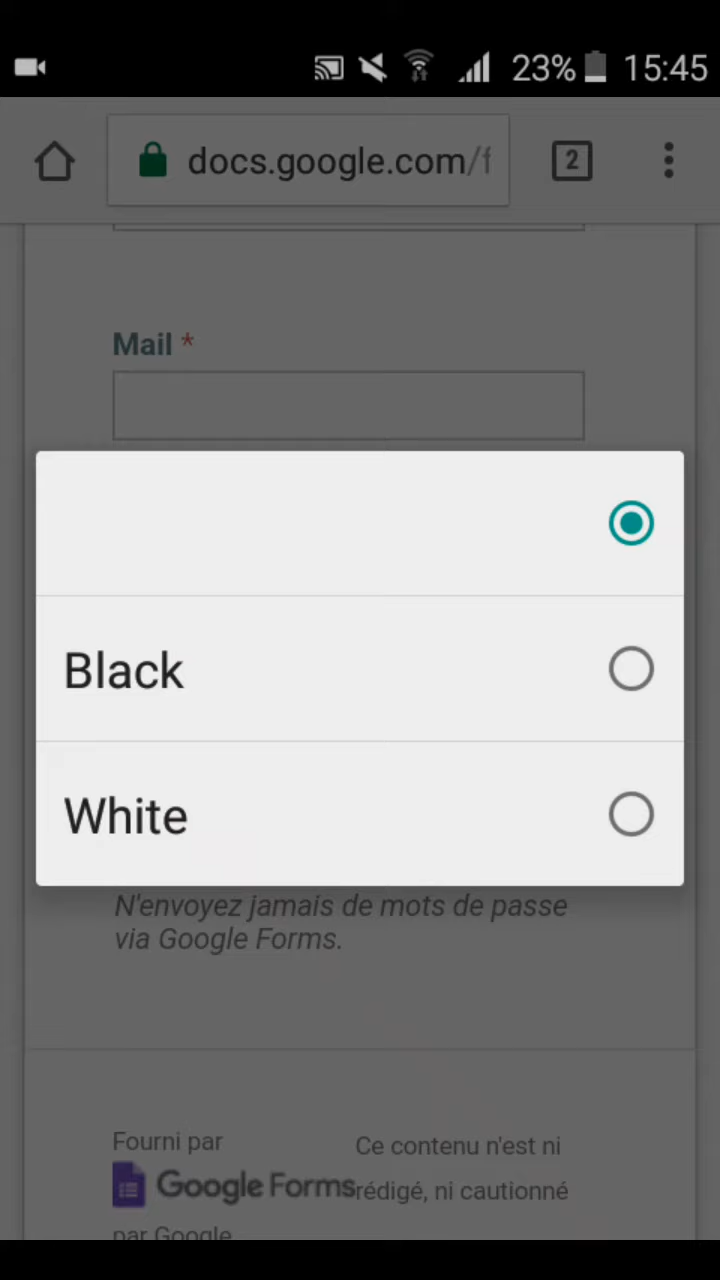 23% 15:45
docs.google.com/f
2
Mail *
Black
White
N'envoyez jamais de mots de passe
via Google Forms.
Fourni par
Google Forms
par Google
Ce contenu n'est ni
rédigé, ni cautionné